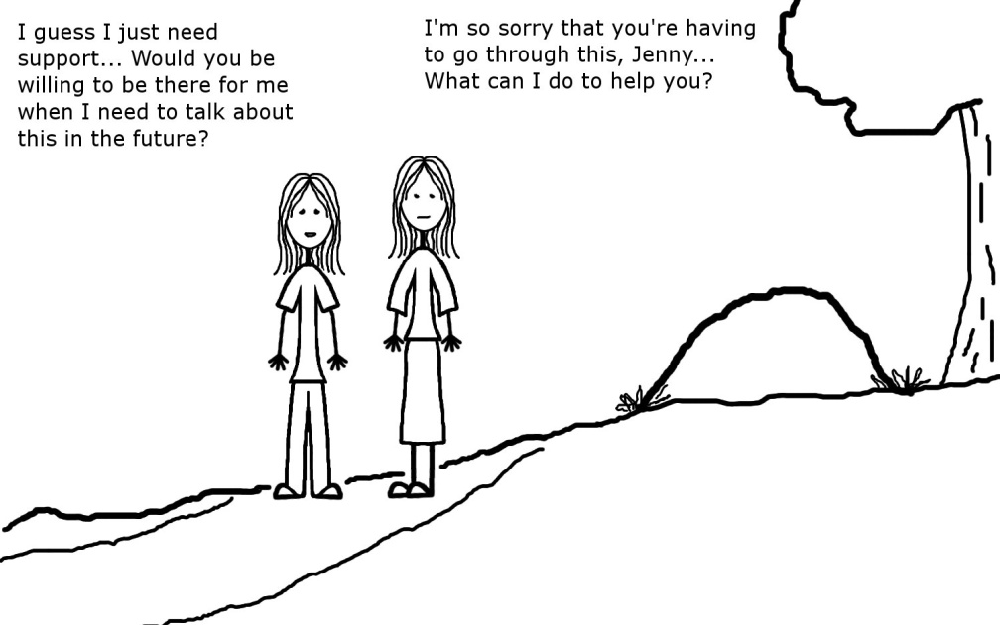 I guess I just need
support... Would you be
willing to be there for me
when I need to talk about
this in the future?
I'm so sorry that you're having
to go through this, Jenny...
What can I do to help you?